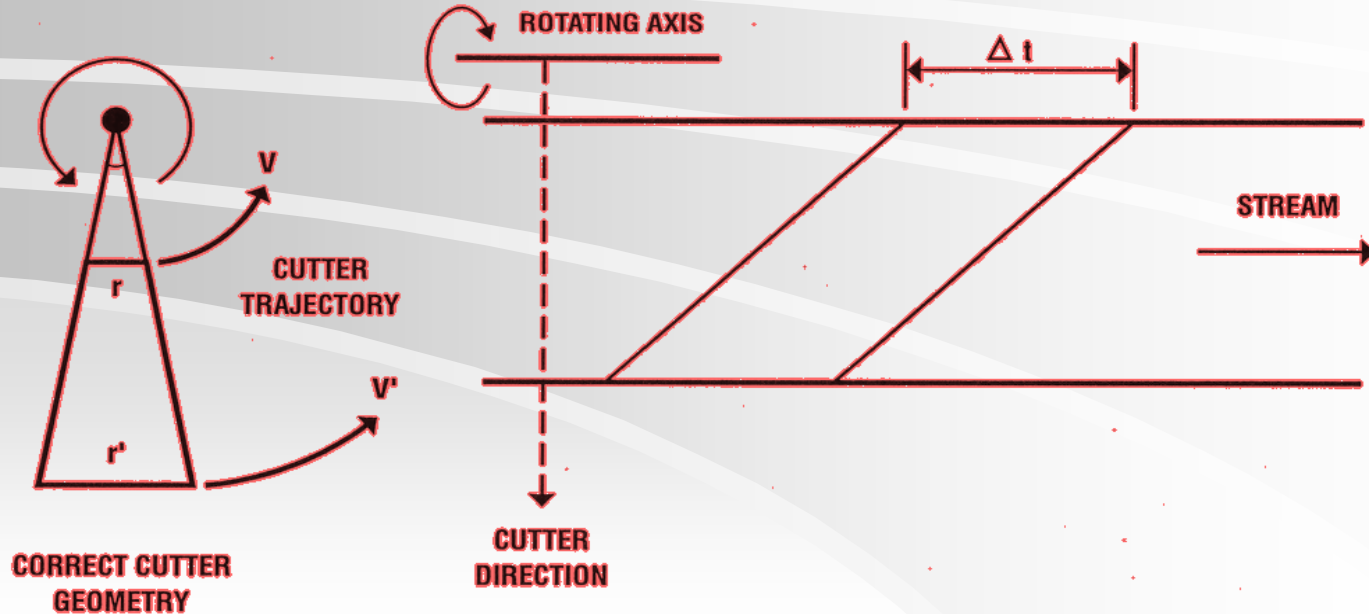 ROTATING AXIS
Δ t
V
STREAM
r
CUTTER
TRAJECTORY
V'
r'
CUTTER
DIRECTION
CORRECT CUTTER
GEOMETRY